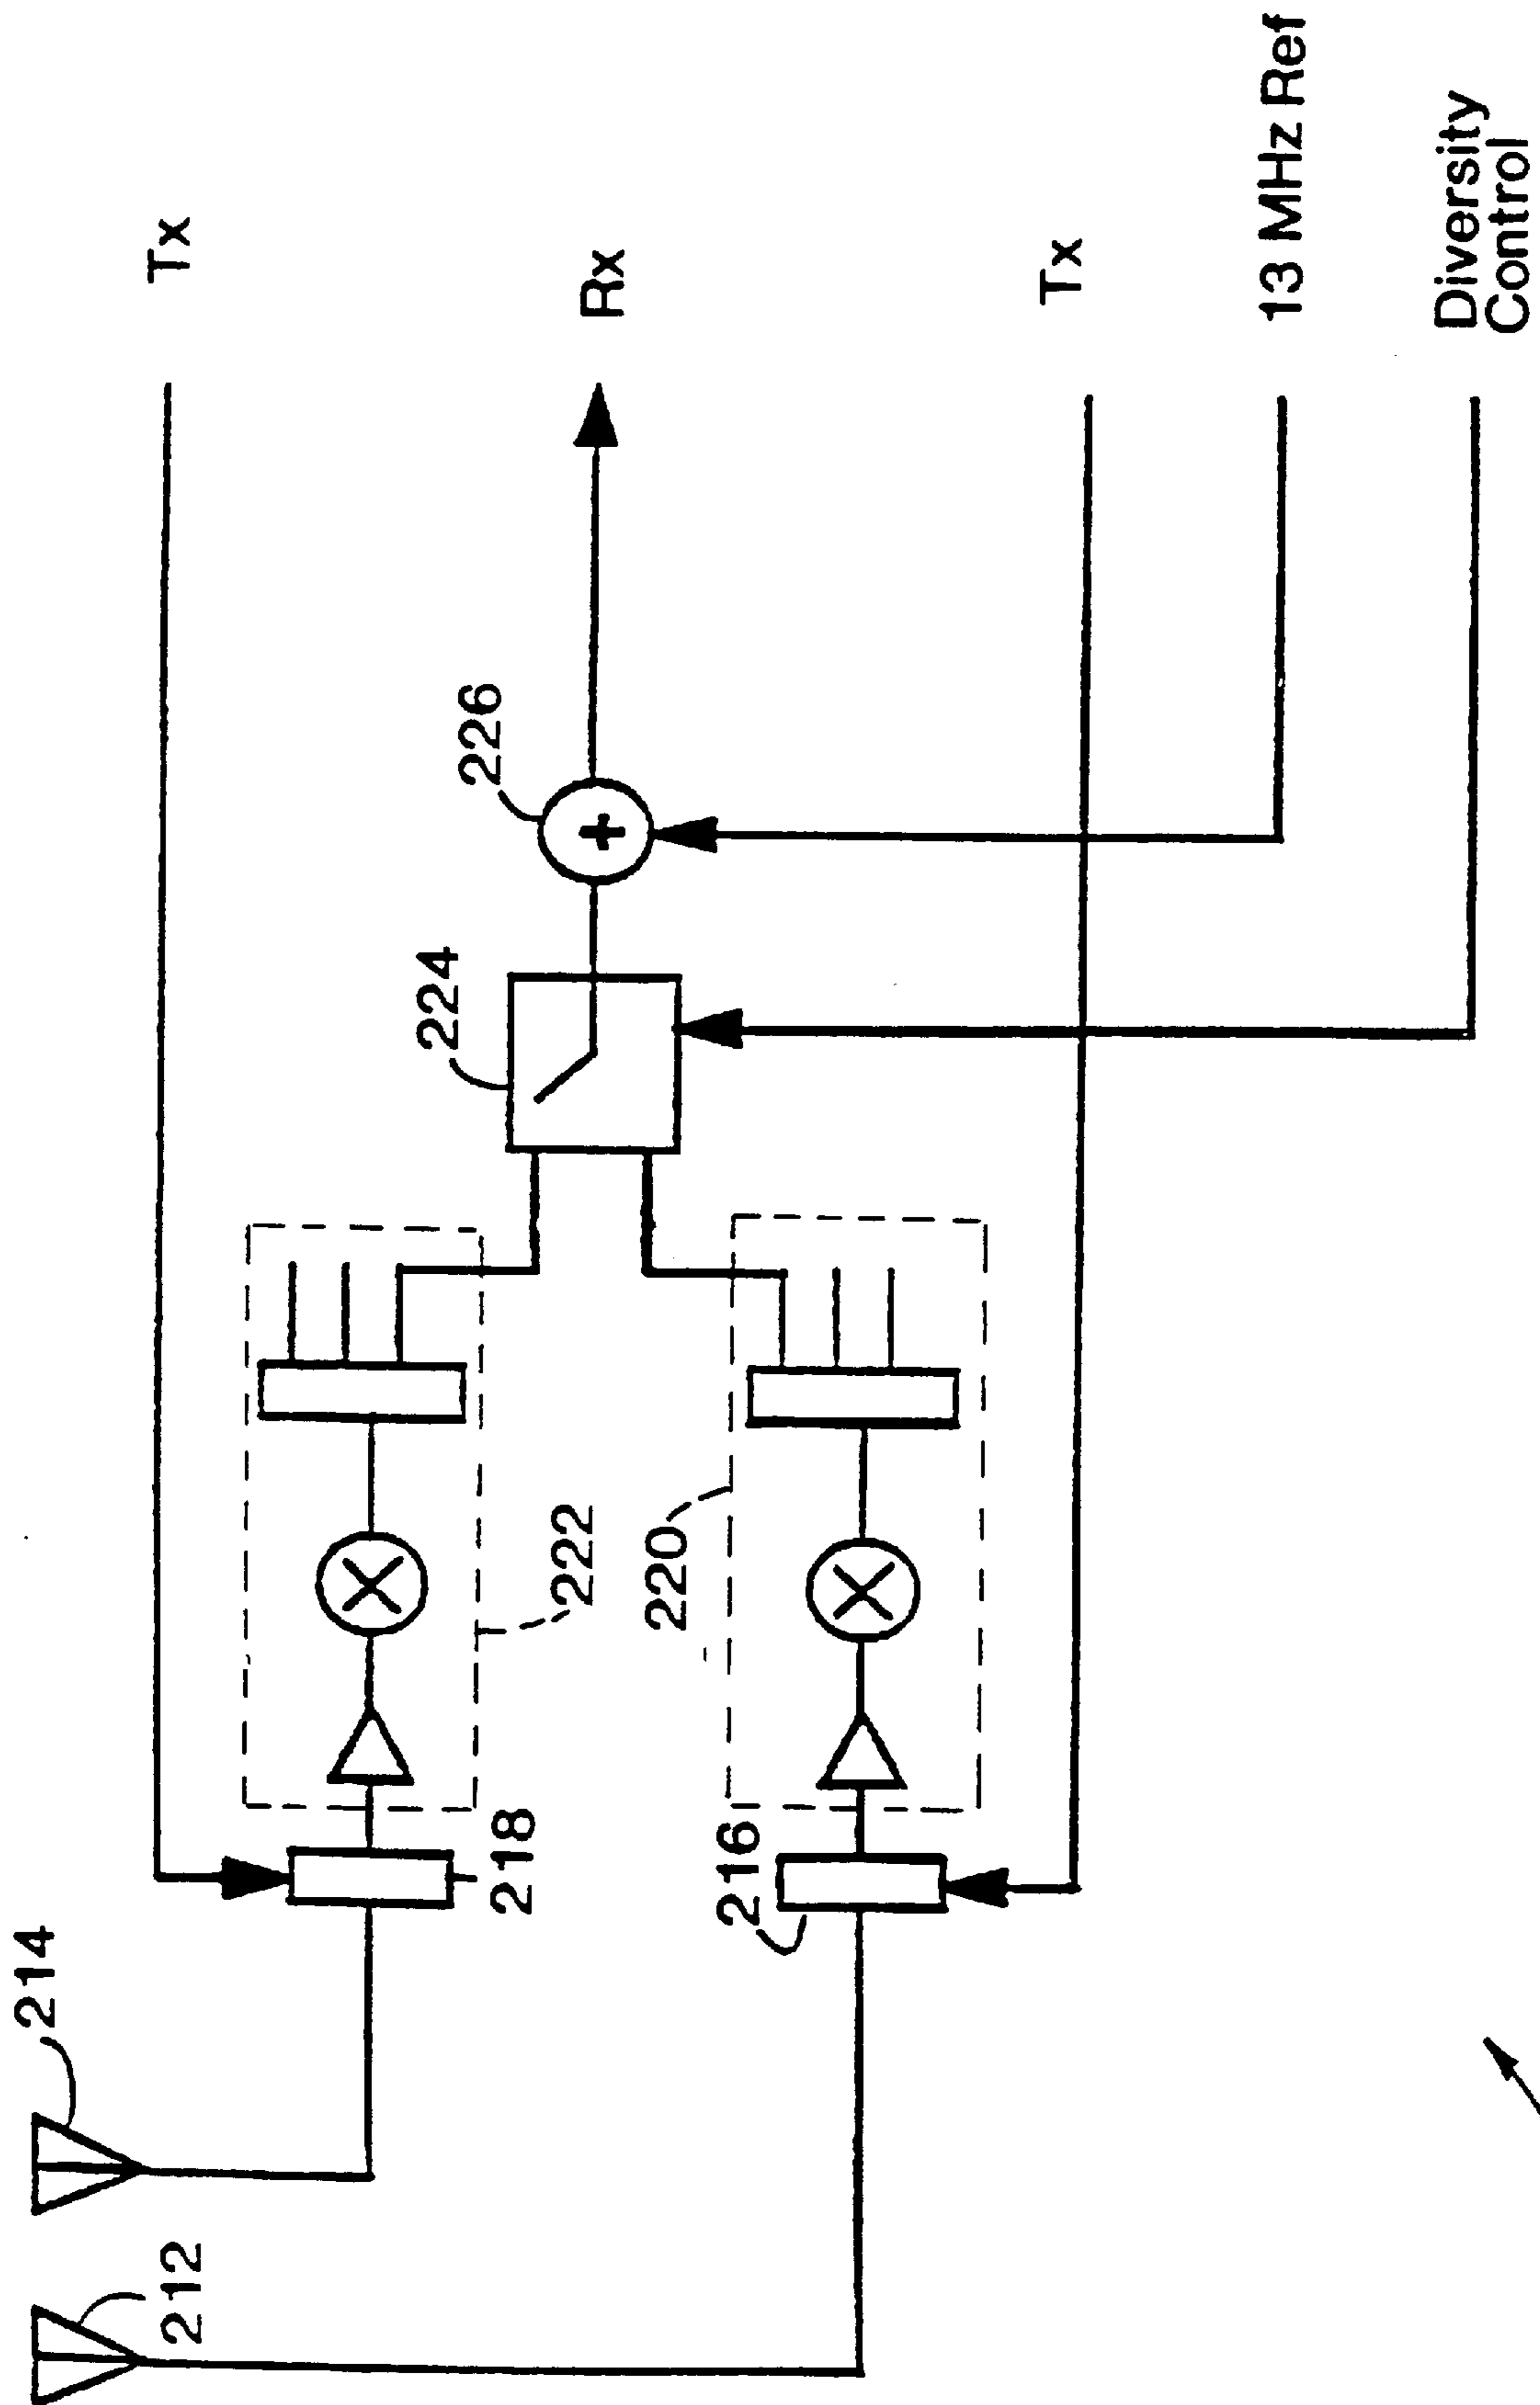 Tx
Rx
Tx
13 MHz Ref
Diversity
Control
226
224
222
220
218
216
214
212